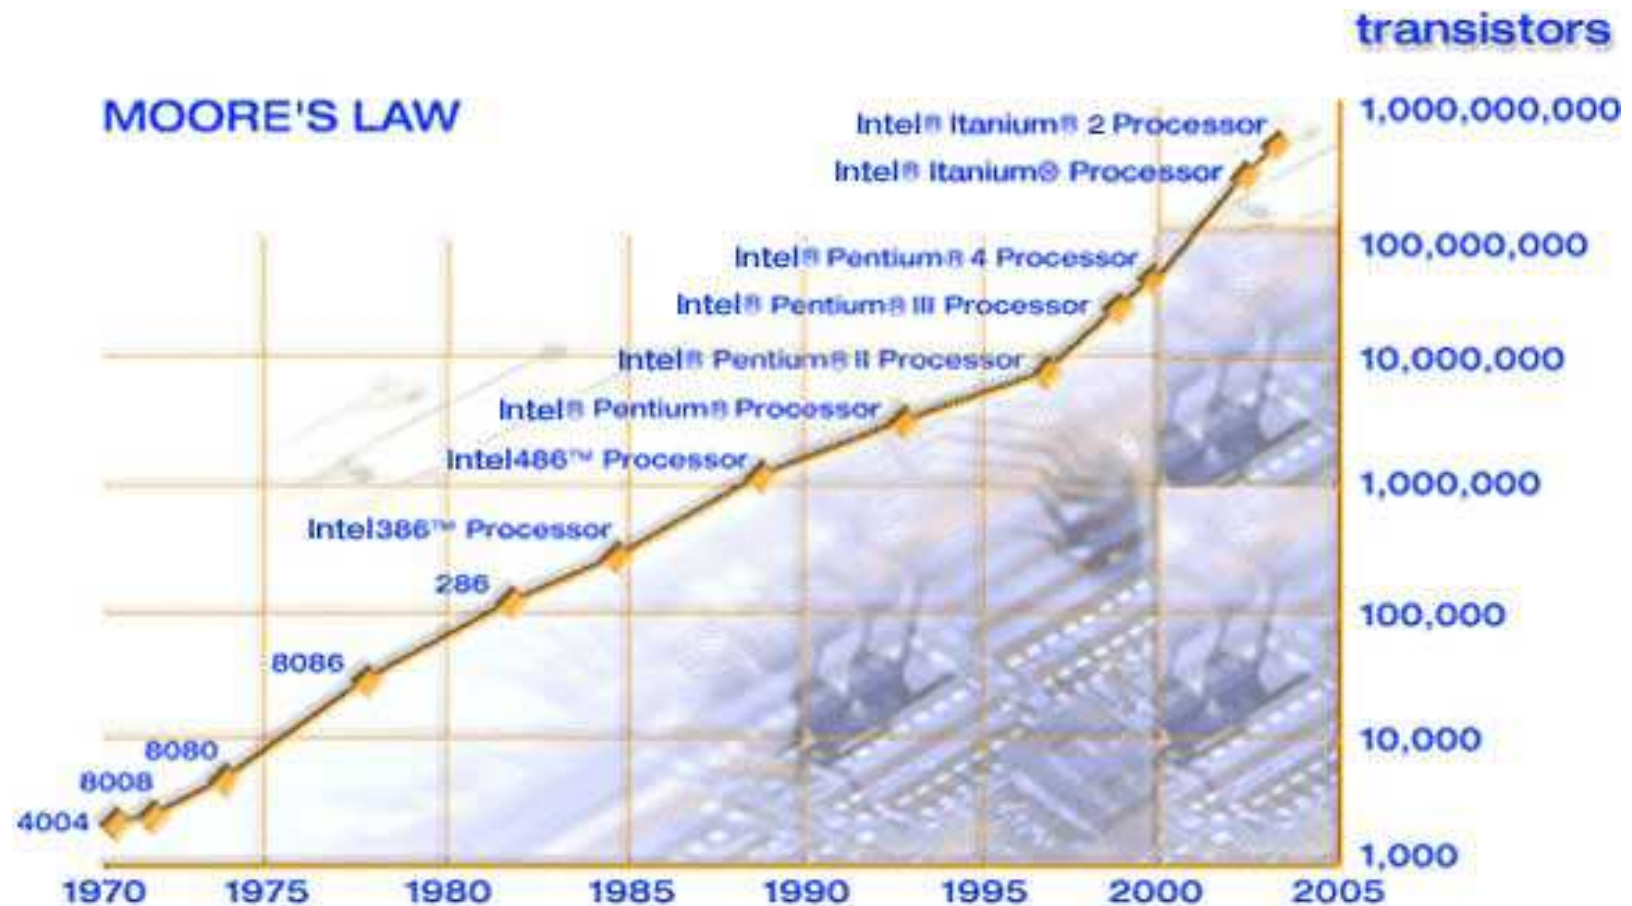 transistors
MOORE'S LAW
1,000,000,000
Intel® Itanium® 2 Processor
Intel® Itanium® Processor
100,000,000
Intel® Pentium® 4 Processor
Intel® Pentium® III Processor
10,000,000
Intel® Pentium® II Processor
Intel® Pentium® Processor
Intel486™ Processor
1,000,000
Intel386™ Processor
286
100,000
8086
10,000
8080
8008
4004
1,000
1970 1975 1980 1985 1990 1995 2000 2005